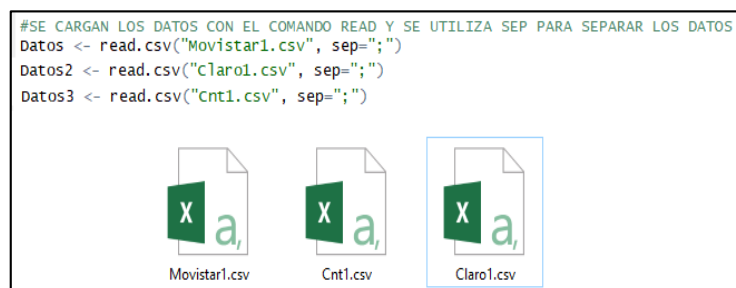 #SE CARGAN LOS DATOS CON EL COMANDO READ Y SE UTILIZA SEP PARA SEPARAR LOS DATOS
Datos <- read.csv("Movistar1.csv", sep=";")
Datos2 <- read.csv("Claro1.csv", sep=";")
Datos3 <- read.csv("Cnt1.csv", sep=";")
X a, X a, X a,
Movistar1.csv Cnt1.csv Claro1.csv